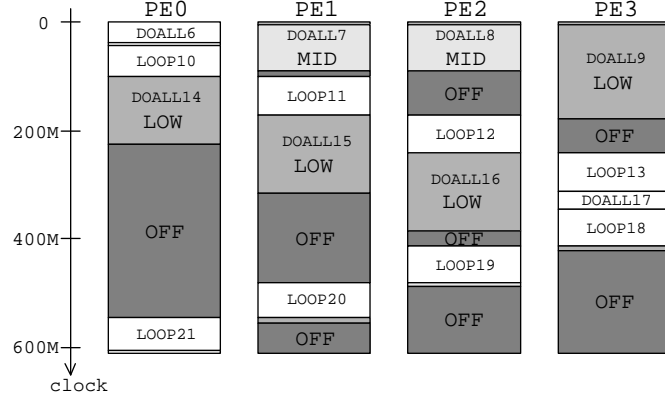 PE0 PE1 PE2 PE3
0
DOALL6
DOALL7
MID
DOALL8
MID
LOOP10
DOALL9
LOW
DOALL14
LOW
LOOP11
OFF
200M
LOOP12
OFF
DOALL15
LOW
LOOP13
DOALL16
LOW
DOALL17
OFF
OFF
OFF
LOOP18
400M
LOOP19
LOOP20
OFF
OFF
LOOP21
OFF
600M
clock